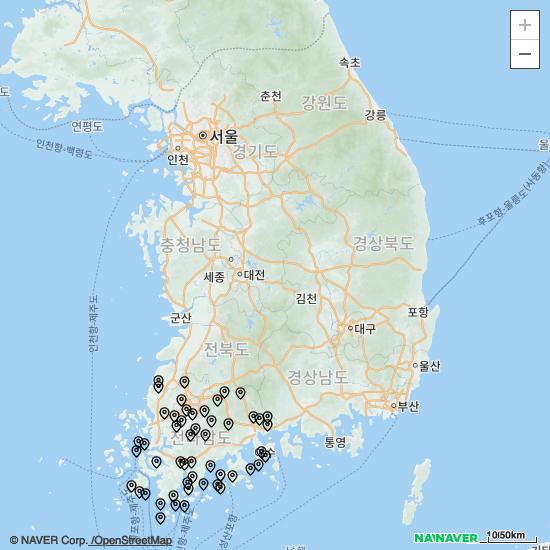 속초
춘천
강원도
강릉
도
연평도
서울
울
인천항-백령도
인천
경기도
후포항-울릉도(사동항)
충청남도
경상북도
세종
대전
김천
인천항-제주도
군산
포항
대구
전북도
울산
경상남도
부산
통영
© NAVER Corp. /OpenStreetMap
NAVER
10/50km